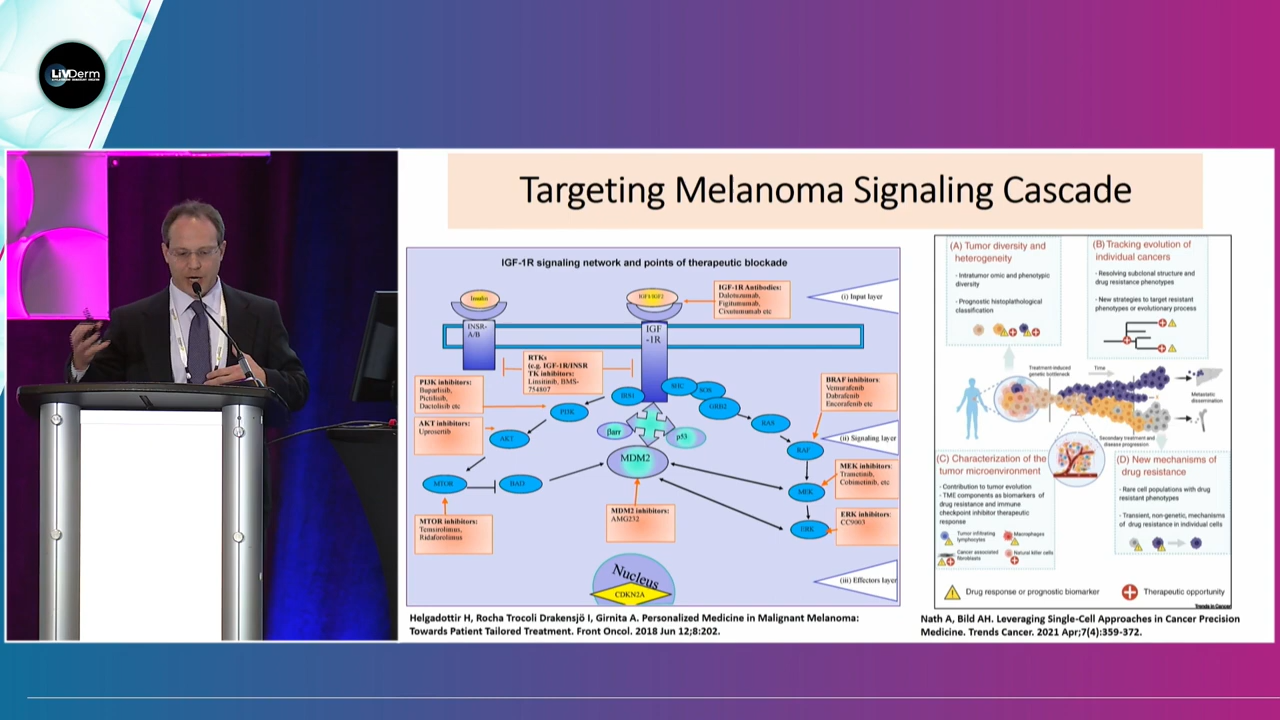 LiVDerm
Targeting Melanoma Signaling Cascade
IGF-1R signaling network and points of therapeutic blockade
Insulin
IGF1/IGF2
IGF-1R Antibodies:
Dalotuzumab,
Figitumumab,
Cixutumumab etc
(i) Input layer
INSR-
A/B
IGF
-1R
RTKs
(e.g. IGF-1R/INSR
TK inhibitors:
Linsitinib, BMS-
754807
PI3K inhibitors:
Buparlisib,
Pictilisib,
Dactolisib etc
BRAF inhibitors:
Vemurafenib
Dabrafenib
Encorafenib etc
IRS1
SHC
SOS
GRB2
PI3K
RAS
AKT inhibitors:
Uprosertib
AKT
βarr
p53
(ii) Signaling layer
RAF
MDM2
MEK inhibitors:
Trametinib,
Cobimetinib, etc
MTOR
BAD
MEK
MTOR inhibitors:
Temsirolimus,
Ridaforolimus
MDM2 inhibitors:
AMG232
ERK inhibitors:
CC9003
ERK
Nucleus
CDKN2A
(iii) Effectors layer
Helgadottir H, Rocha Trocoli Drakensjö I, Girnita A. Personalized Medicine in Malignant Melanoma:
Towards Patient Tailored Treatment. Front Oncol. 2018 Jun 12;8:202.
(A) Tumor diversity and
heterogeneity
- Intratumor omic and phenotypic
diversity
- Prognostic histopathological
classification
(B) Tracking evolution of
individual cancers
- Resolving subclonal structure and
drug resistance phenotypes
- New strategies to target resistant
phenotypes or evolutionary process
Treatment-induced
genetic bottleneck
Time
Metastatic
dissemination
Secondary treatment and
disease progression
(C) Characterization of the
tumor microenvironment
- Contribution to tumor evolution
- TME components as biomarkers of
drug resistance and immune
checkpoint inhibitor therapeutic
response
Tumor infiltrating
lymphocytes
Macrophages
Cancer associated
fibroblasts
Natural killer cells
(D) New mechanisms of
drug resistance
- Rare cell populations with drug
resistant phenotypes
- Transient, non-genetic, mechanisms
of drug resistance in individual cells
Drug response or prognostic biomarker
Therapeutic opportunity
Trends in Cancer
Nath A, Bild AH. Leveraging Single-Cell Approaches in Cancer Precision
Medicine. Trends Cancer. 2021 Apr;7(4):359-372.